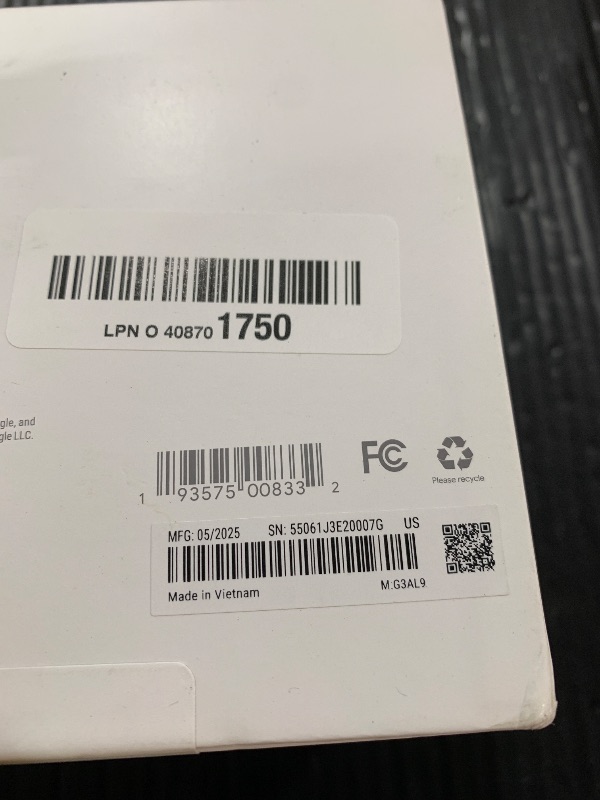 LPN O 40870 1750
gle, and
gle LLC.
FC
1 93575 00833 2
Please recycle
MFG: 05/2025 SN: 55061J3E20007G US
Made in Vietnam M:G3AL9